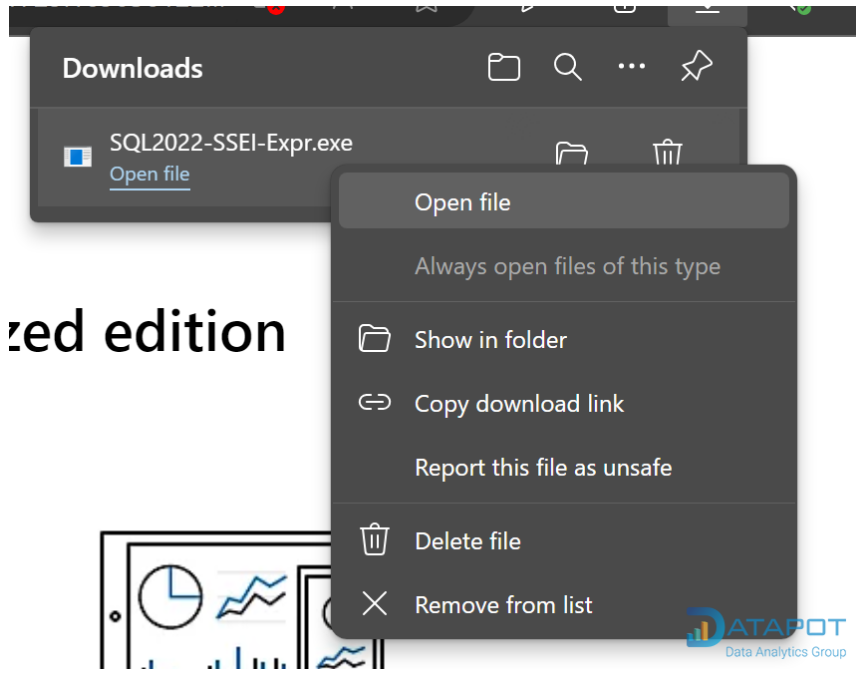 Downloads
SQL2022-SSEI-Expr.exe
Open file
Open file
Always open files of this type
Show in folder
Copy download link
Report this file as unsafe
Delete file
Remove from list
zed edition
DATAPOT
Data Analytics Group